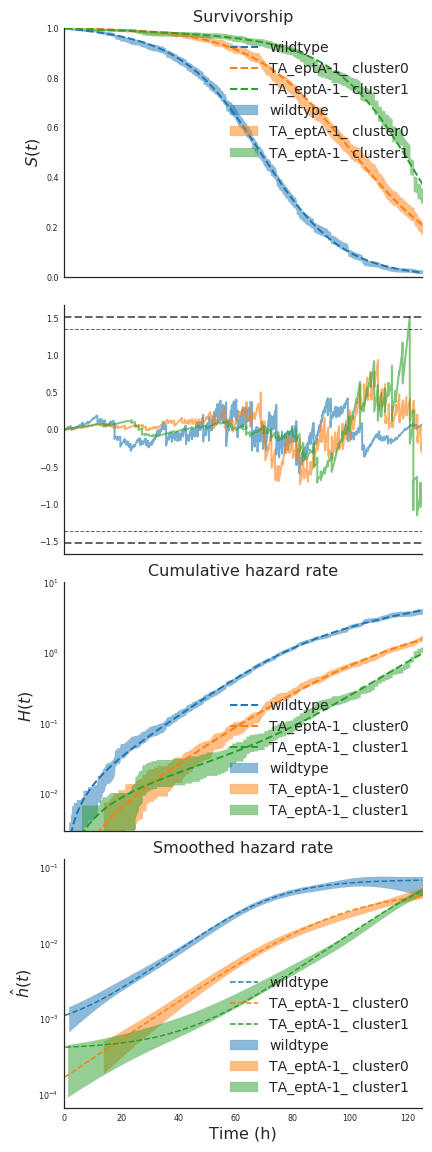 Survivorship
1.0
0.8
0.6
0.4
0.2
0.0
S(t)
wildtype
TA_eptA-1_ cluster0
TA_eptA-1_ cluster1
wildtype
TA_eptA-1_ cluster0
TA_eptA-1_ cluster1
1.5
1.0
0.5
0.0
−0.5
−1.0
−1.5
Cumulative hazard rate
10¹
10⁰
10⁻¹
10⁻²
H(t)
wildtype
TA_eptA-1_ cluster0
TA_eptA-1_ cluster1
wildtype
TA_eptA-1_ cluster0
TA_eptA-1_ cluster1
Smoothed hazard rate
10⁻¹
10⁻²
10⁻³
10⁻⁴
ĥ(t)
wildtype
TA_eptA-1_ cluster0
TA_eptA-1_ cluster1
wildtype
TA_eptA-1_ cluster0
TA_eptA-1_ cluster1
0 20 40 60 80 100 120
Time (h)